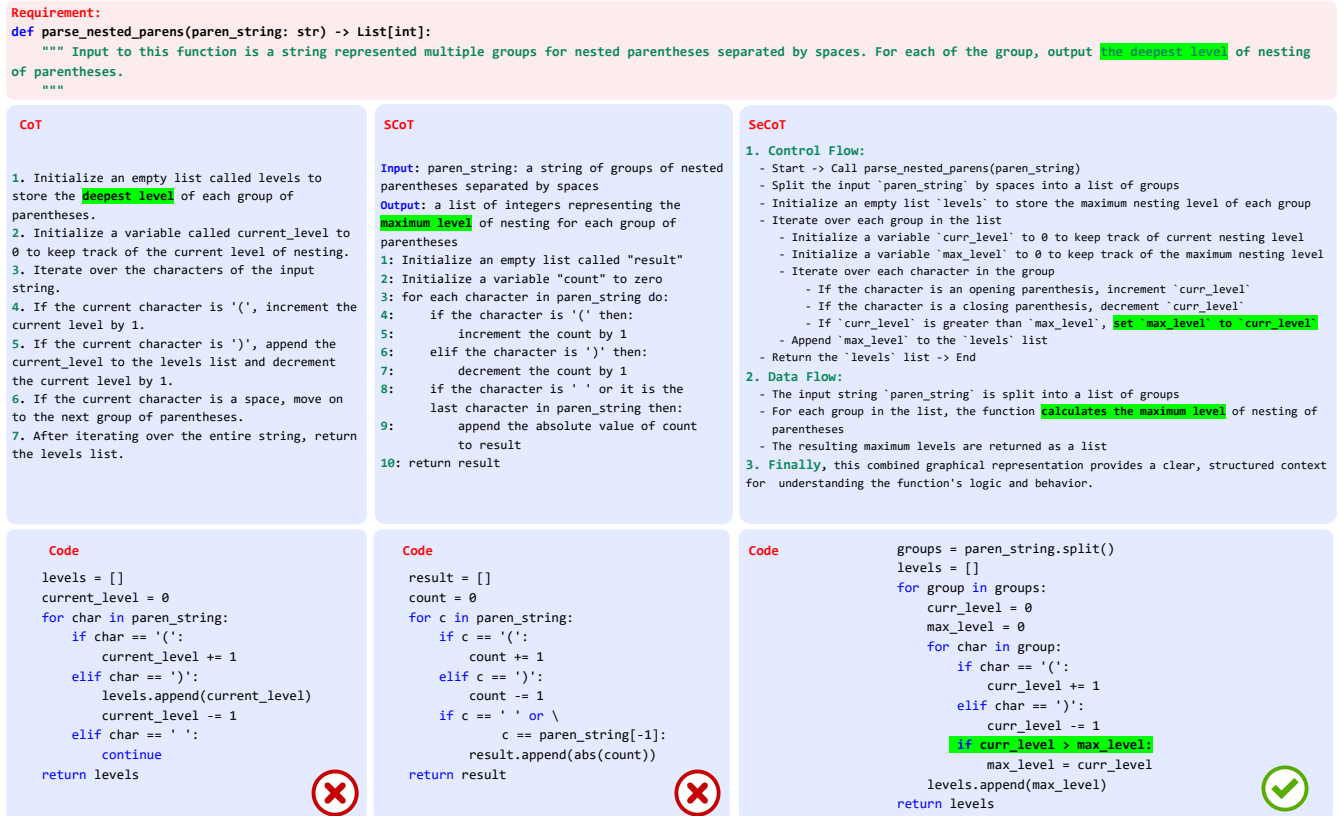 Requirement:
def parse_nested_parens(paren_string: str) -> List[int]:
""" Input to this function is a string represented multiple groups for nested parentheses separated by spaces. For each of the group, output the deepest level of nesting
of parentheses.
"""
CoT
1. Initialize an empty list called levels to
store the deepest level of each group of
parentheses.
2. Initialize a variable called current_level to
0 to keep track of the current level of nesting.
3. Iterate over the characters of the input
string.
4. If the current character is '(', increment the
current level by 1.
5. If the current character is ')', append the
current_level to the levels list and decrement
the current level by 1.
6. If the current character is a space, move on
to the next group of parentheses.
7. After iterating over the entire string, return
the levels list.
SCoT
Input: paren_string: a string of groups of nested
parentheses separated by spaces
Output: a list of integers representing the
maximum level of nesting for each group of
parentheses
1: Initialize an empty list called "result"
2: Initialize a variable "count" to zero
3: for each character in paren_string do:
4: if the character is '(' then:
5: increment the count by 1
6: elif the character is ')' then:
7: decrement the count by 1
8: if the character is ' ' or it is the
last character in paren_string then:
9: append the absolute value of count
to result
10: return result
SeCoT
1. Control Flow:
- Start -> Call parse_nested_parens(paren_string)
- Split the input `paren_string` by spaces into a list of groups
- Initialize an empty list `levels` to store the maximum nesting level of each group
- Iterate over each group in the list
- Initialize a variable `curr_level` to 0 to keep track of current nesting level
- Initialize a variable `max_level` to 0 to keep track of the maximum nesting level
- Iterate over each character in the group
- If the character is an opening parenthesis, increment `curr_level`
- If the character is a closing parenthesis, decrement `curr_level`
- If `curr_level` is greater than `max_level`, set `max_level` to `curr_level`
- Append `max_level` to the `levels` list
- Return the `levels` list -> End
2. Data Flow:
- The input string `paren_string` is split into a list of groups
- For each group in the list, the function calculates the maximum level of nesting of
parentheses
- The resulting maximum levels are returned as a list
3. Finally, this combined graphical representation provides a clear, structured context
for understanding the function's logic and behavior.
Code
levels = []
current_level = 0
for char in paren_string:
if char == '(':
current_level += 1
elif char == ')':
levels.append(current_level)
current_level -= 1
elif char == ' ':
continue
return levels
Code
result = []
count = 0
for c in paren_string:
if c == '(':
count += 1
elif c == ')':
count -= 1
if c == ' ' or \
c == paren_string[-1]:
result.append(abs(count))
return result
Code
groups = paren_string.split()
levels = []
for group in groups:
curr_level = 0
max_level = 0
for char in group:
if char == '(':
curr_level += 1
elif char == ')':
curr_level -= 1
if curr_level > max_level:
max_level = curr_level
levels.append(max_level)
return levels